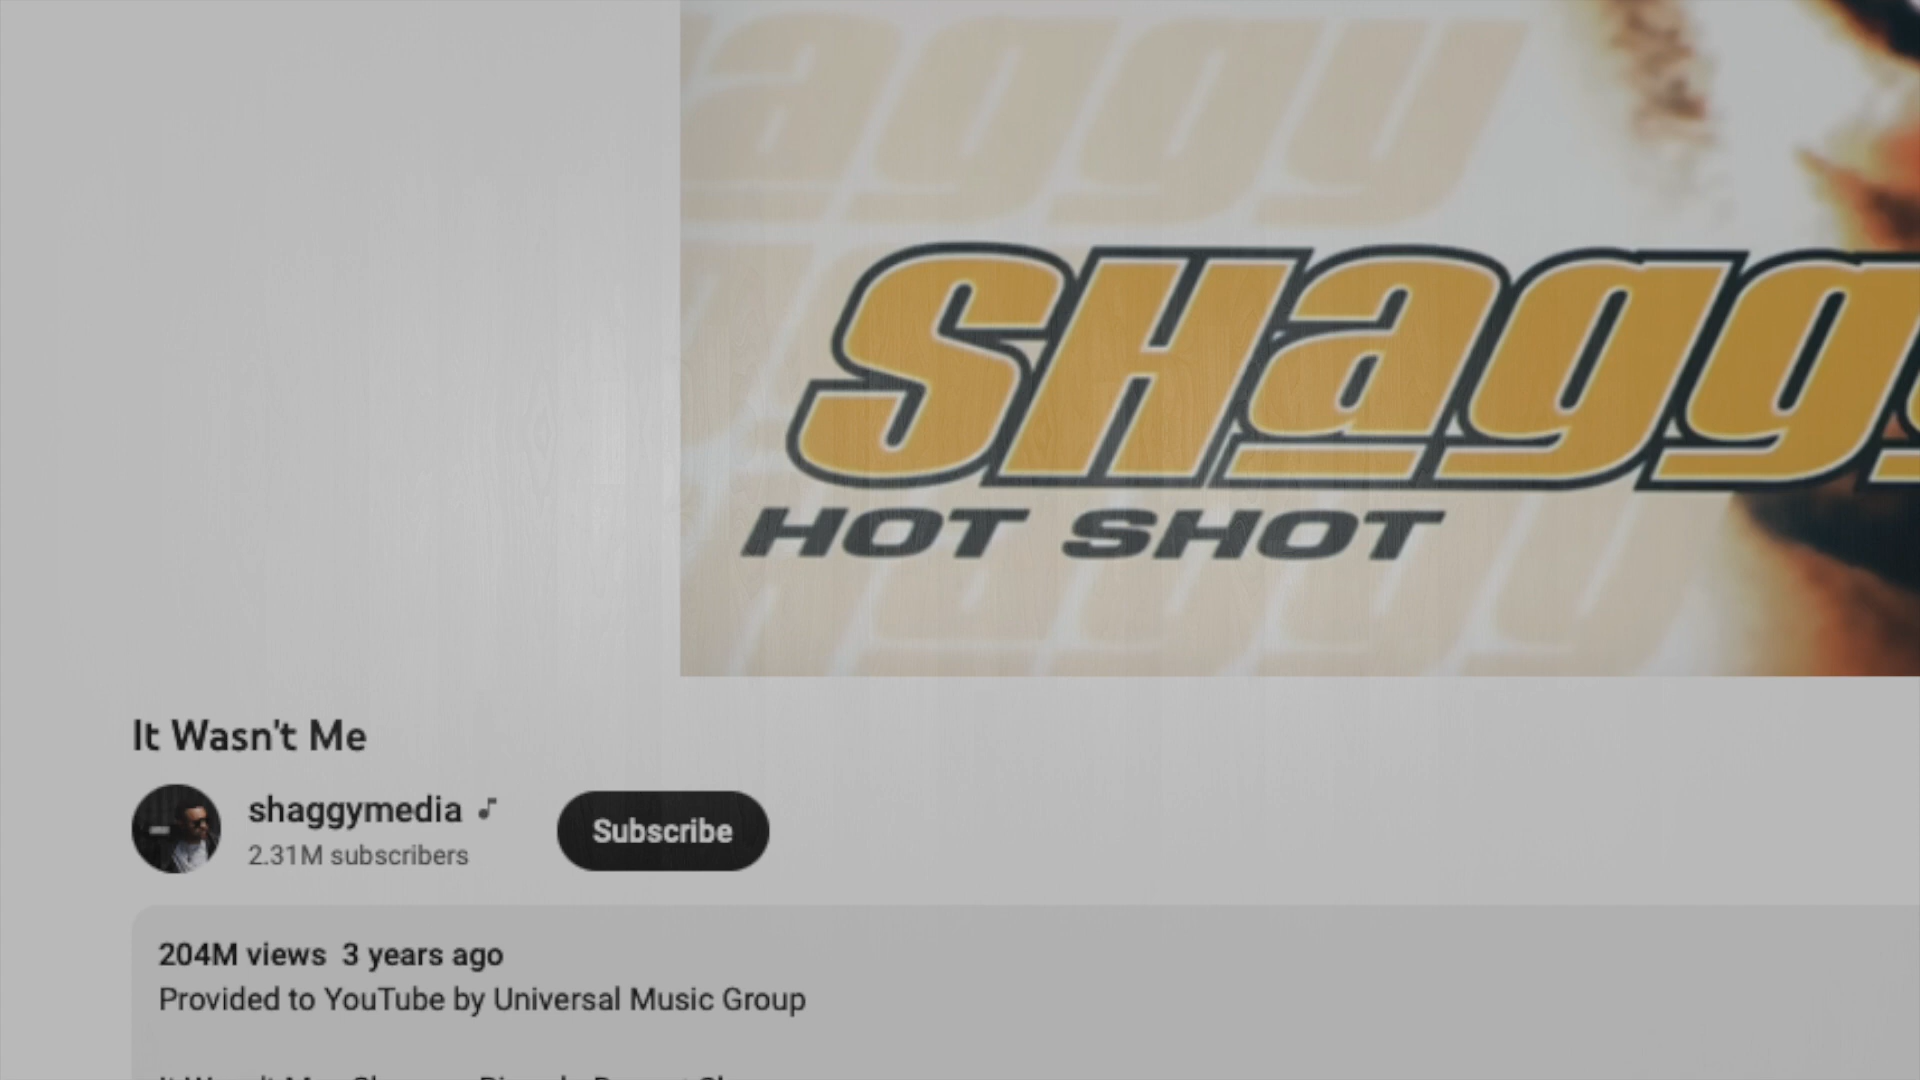 aggy
SHagg
HOT SHOT
It Wasn't Me
shaggymedia
2.31M subscribers
Subscribe
204M views 3 years ago
Provided to YouTube by Universal Music Group